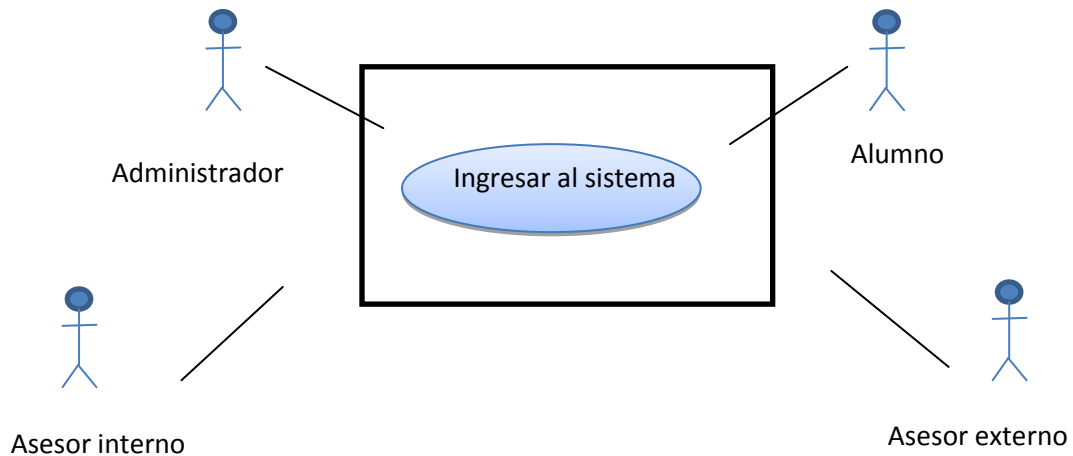 Administrador
Ingresar al sistema
Alumno
Asesor interno
Asesor externo